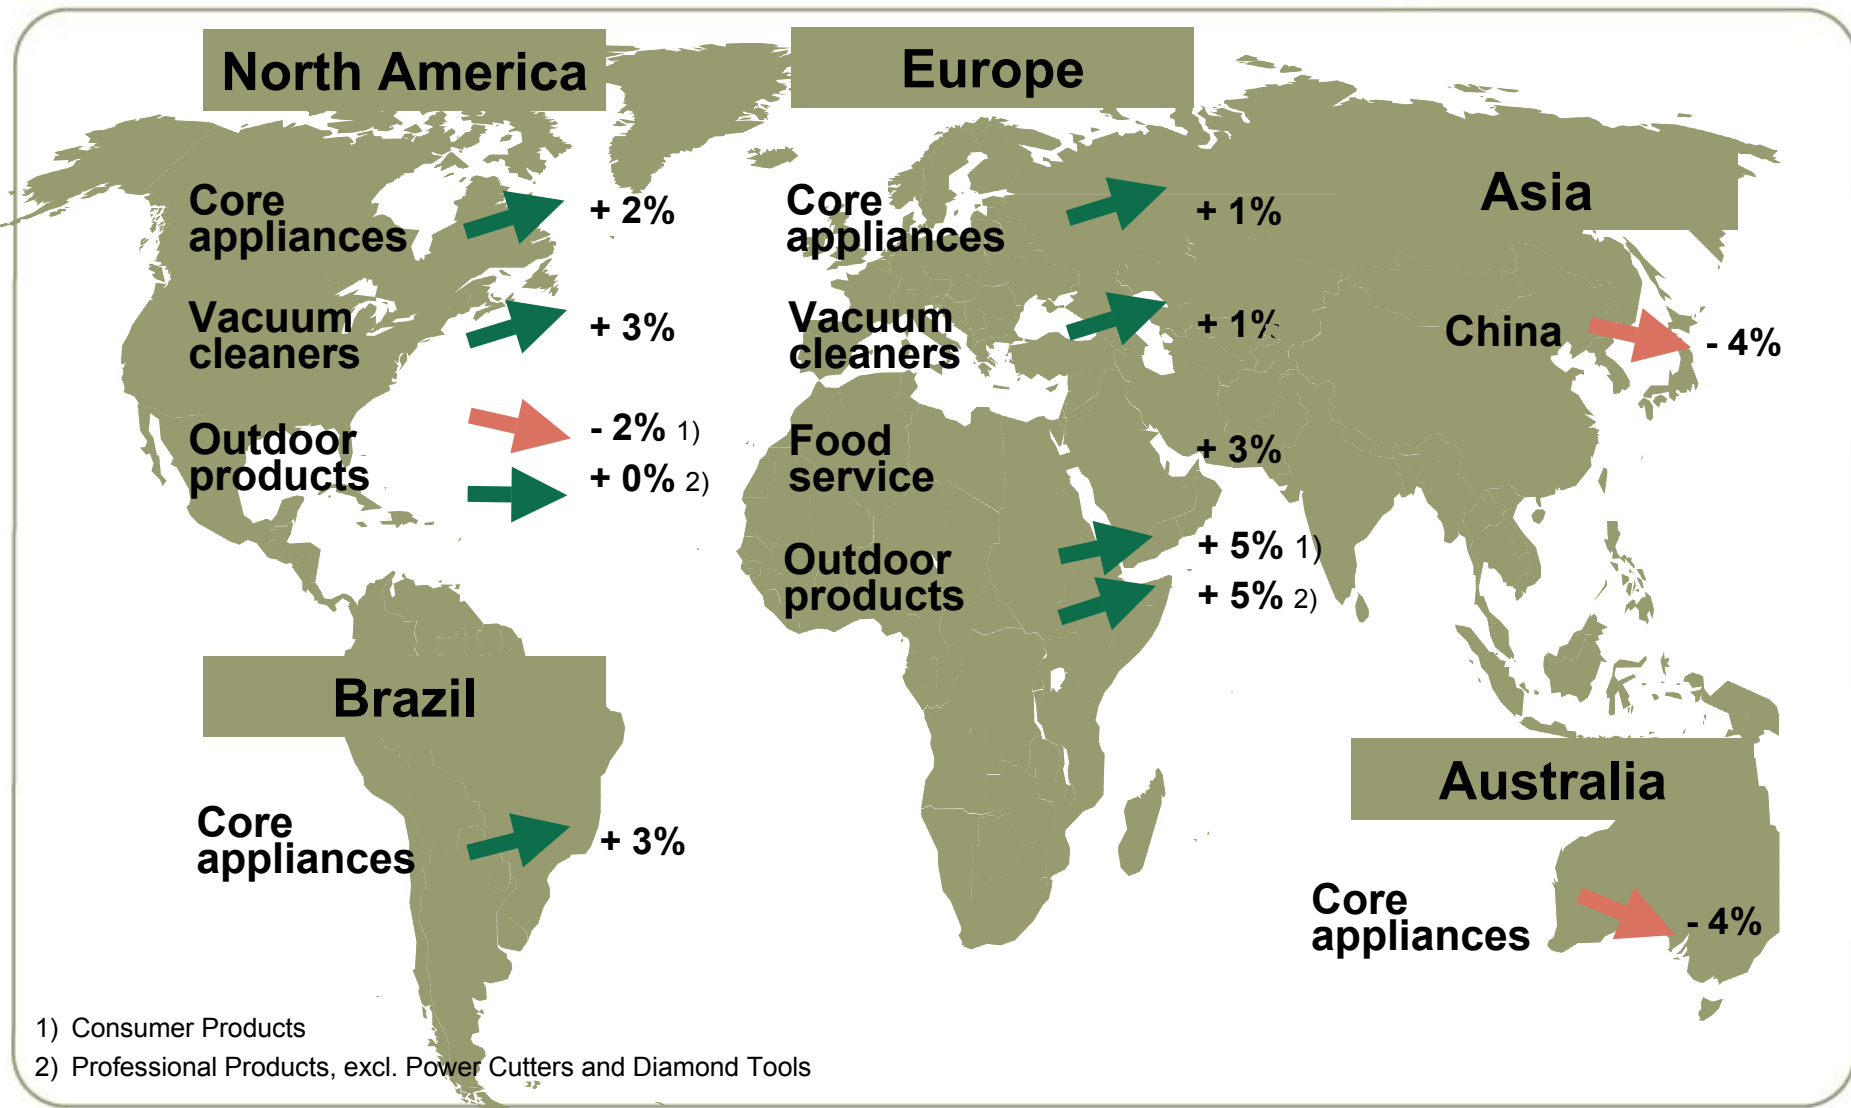 North America
Core
appliances
+ 2%
Vacuum
cleaners
+ 3%
Outdoor
products
- 2% 1)
+ 0% 2)
Europe
Core
appliances
+ 1%
Vacuum
cleaners
+ 1%
Food
service
+ 3%
Outdoor
products
+ 5% 1)
+ 5% 2)
Asia
China
- 4%
Brazil
Core
appliances
+ 3%
Australia
Core
appliances
- 4%
1) Consumer Products
2) Professional Products, excl. Power Cutters and Diamond Tools